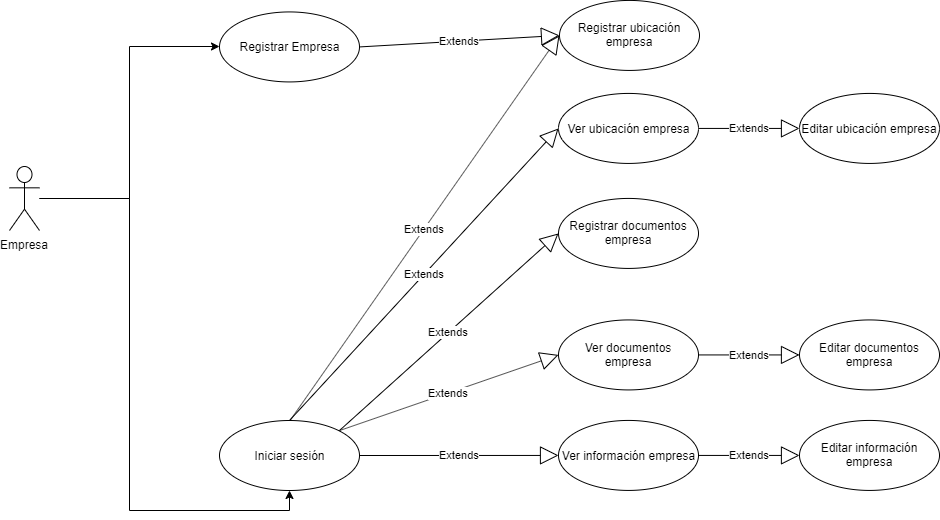 Registrar Empresa
Extends
Registrar ubicación
empresa
Ver ubicación empresa
Extends
Editar ubicación empresa
Empresa
Extends
Registrar documentos
empresa
Extends
Extends
Ver documentos
empresa
Extends
Editar documentos
empresa
Extends
Iniciar sesión
Extends
Ver información empresa
Extends
Editar información
empresa